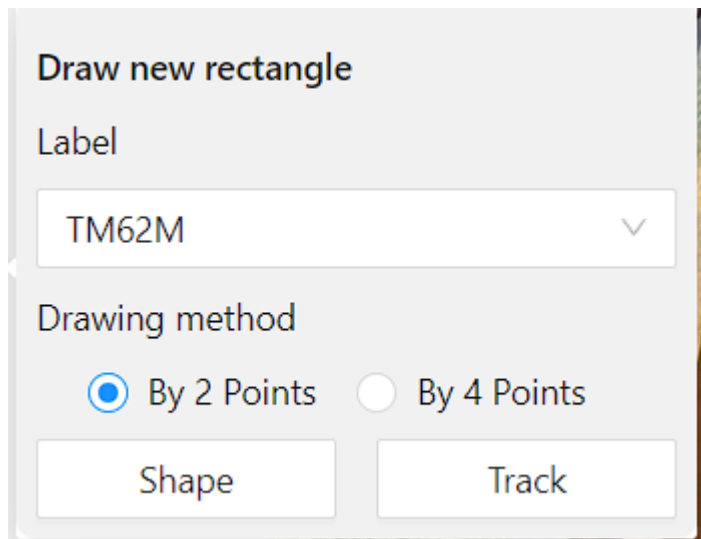 Draw new rectangle
Label
TM62M
Drawing method
By 2 Points By 4 Points
Shape Track